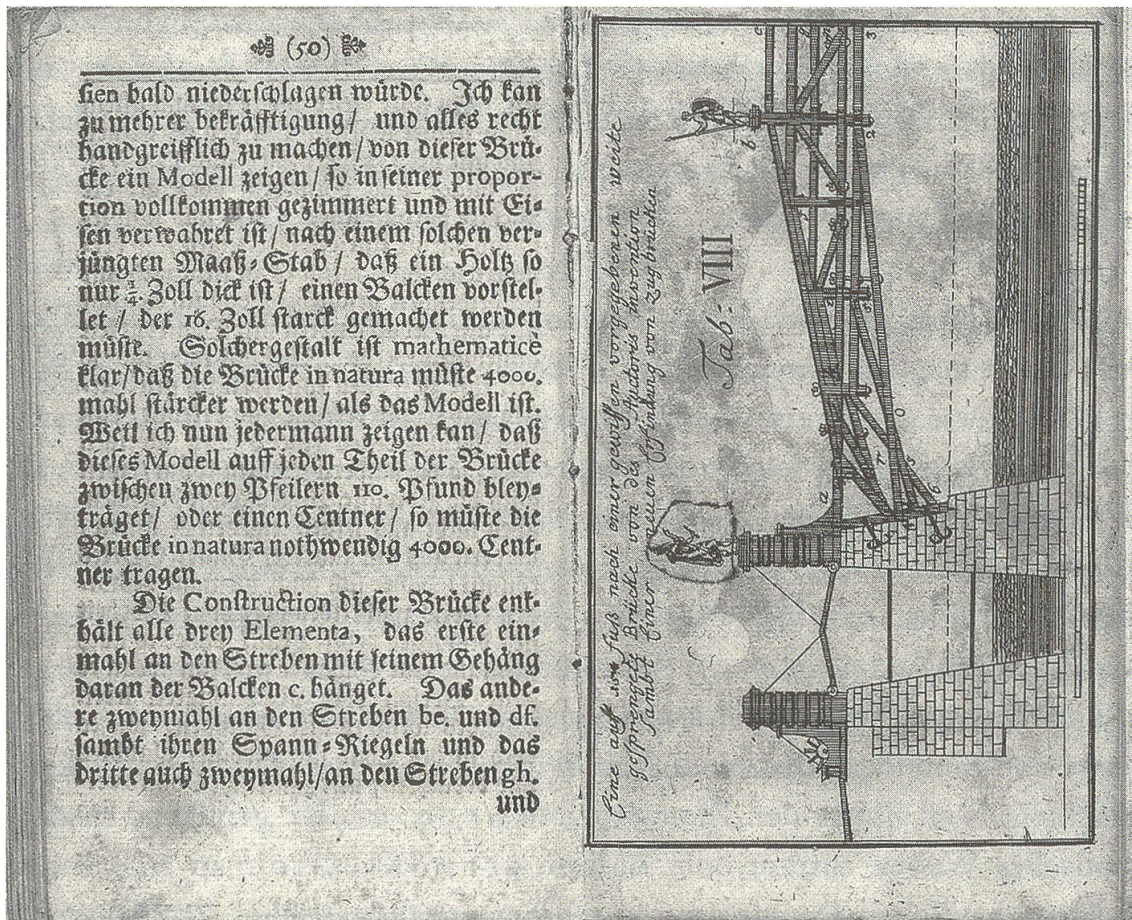 (50)
sien bald niederschlagen würde. Ich kan
zu mehrer bekräfftigung/ und alles recht
handgreifflich zu machen/ von dieser Brü-
cke ein Modell zeigen/ so in seiner propor-
tion vollkommen gezimmert und mit Ei-
sen verwahret ist/ nach einem solchen ver-
jüngten Maaß-Stab/ daß ein Holtz so
nur ¼. Zoll dick ist/ einen Balcken vorstel-
let/ der 16. Zoll starck gemachet werden
müste. Solchergestalt ist mathematicè
klar/ daß die Brücke in natura müste 4000.
mahl stärcker werden/ als das Modell ist.
Weil ich nun jedermann zeigen kan/ daß
dieses Modell auff jeden Theil der Brücke
zwischen zwey Pfeilern 110. Pfund bley-
träget/ oder einen Centner/ so müste die
Brücke in natura nothwendig 4000. Cent-
ner tragen.
Die Construction dieser Brücke ent-
hält alle drey Elementa, das erste ein-
mahl an den Streben mit seinem Gehäng
daran der Balcken c. hänget. Das ande-
re zweymahl an den Streben be. und df.
sambt ihren Spann-Riegeln und das
dritte auch zweymahl/ an den Streben gh.
und
Eine auff fuß nach einer gewissen vorgegebenen weite
gesprengte Brücke von des Authoris invention
sambt einer neuen Erfindung von Zugbrücken
Tab: VIII